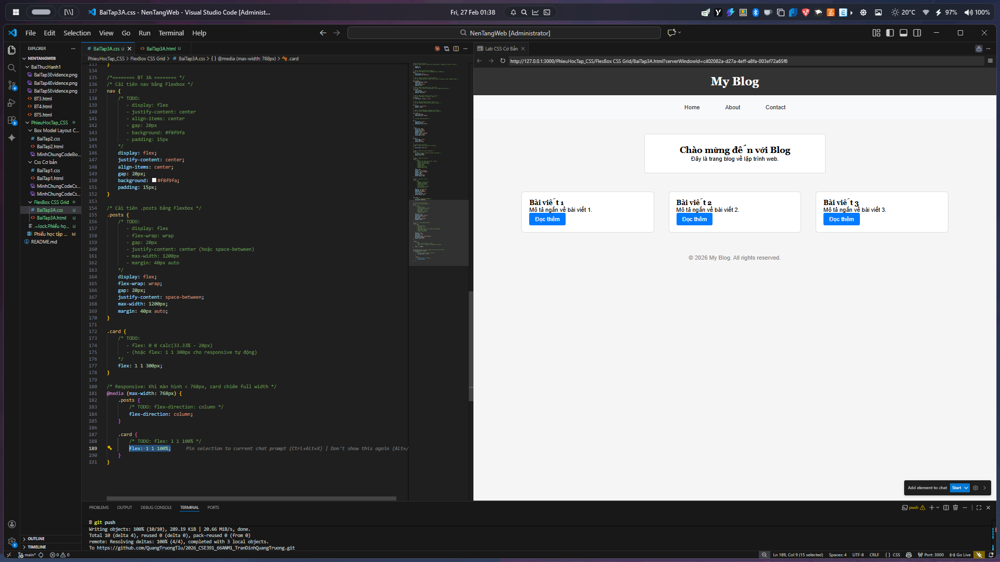 BaiTap3A.css - NenTangWeb - Visual Studio Code [Administ...
Fri, 27 Feb 01:38
20°C
97%
100%
File Edit Selection View Go Run Terminal Help
NenTangWeb [Administrator]
EXPLORER
NENTANGWEB
BaiThucHanh1
BaiTap3Evidence.png
BaiTap4Evidence.png
BaiTap5Evidence.png
BT3.html
BT4.html
BT5.html
PhieuHocTap_CSS
Box Model Layout C...
BaiTap2.css
BaiTap2.html
MinhChungCodeBo...
Css Cơ bản
BaiTap1.css
BaiTap1.html
MinhChungCodeCs...
MinhChungCodeCs...
FlexBox CSS Grid
BaiTap3A.css U
BaiTap3A.html U
.~lock.Phiếu họ... U
Phiếu học tập ... M
README.md
OUTLINE
TIMELINE
BaiTap3A.css U
BaiTap3A.html U
PhieuHocTap_CSS > FlexBox CSS Grid > # BaiTap3A.css > { } @media (max-width: 768px) > .card
133 }
134
135 /*======== BT 3A ======== */
136 /* Cải tiến nav bằng Flexbox */
137 nav {
138 /* TODO:
139 - display: flex
140 - justify-content: center
141 - align-items: center
142 - gap: 20px
143 - background: #f8f9fa
144 - padding: 15px
145 */
146 display: flex;
147 justify-content: center;
148 align-items: center;
149 gap: 20px;
150 background: #f8f9fa;
151 padding: 15px;
152 }
153
154 /* Cải tiến .posts bằng Flexbox */
155 .posts {
156 /* TODO:
157 - display: flex
158 - flex-wrap: wrap
159 - gap: 20px
160 - justify-content: center (hoặc space-between)
161 - max-width: 1200px
162 - margin: 40px auto
163 */
164 display: flex;
165 flex-wrap: wrap;
166 gap: 20px;
167 justify-content: space-between;
168 max-width: 1200px;
169 margin: 40px auto;
170 }
171
172 .card {
173 /* TODO:
174 - flex: 0 0 calc(33.33% - 20px)
175 - (hoặc flex: 1 1 300px cho responsive tự động)
176 */
177 flex: 1 1 300px;
178 }
179
180 /* Responsive: Khi màn hình < 768px, card chiếm full width */
181 @media (max-width: 768px) {
182 .posts {
183 /* TODO: flex-direction: column */
184 flex-direction: column;
185 }
186
187 .card {
188 /* TODO: flex: 1 1 100% */
189 flex: 1 1 100%; Pin selection to current chat prompt (Ctrl+Alt+X) | Don't show this again (Alt+/
190 }
191 }
Lab CSS Cơ Bản
http://127.0.0.1:3000/PhieuHocTap_CSS/FlexBox CSS Grid/BaiTap3A.html?serverWindowId=c402082a-d27a-4eff-a8fa-003ef72a65f6
My Blog
Home About Contact
Chào mừng đến với Blog
Đây là trang blog về lập trình web.
Bài viết 1
Mô tả ngắn về bài viết 1.
Đọc thêm
Bài viết 2
Mô tả ngắn về bài viết 2.
Đọc thêm
Bài viết 3
Mô tả ngắn về bài viết 3.
Đọc thêm
© 2026 My Blog. All rights reserved.
Add element to chat Start
PROBLEMS OUTPUT DEBUG CONSOLE TERMINAL PORTS
pwsh
git push
Writing objects: 100% (10/10), 289.19 KiB | 20.66 MiB/s, done.
Total 10 (delta 4), reused 0 (delta 0), pack-reused 0 (from 0)
remote: Resolving deltas: 100% (4/4), completed with 3 local objects.
To https://github.com/QuangTruongTlu/2026_CSE391_66ANM1_TranDinhQuangTruong.git
main* 0 0
Ln 189, Col 9 (15 selected) Spaces: 4 UTF-8 CRLF { } CSS Port: 3000 Go Live